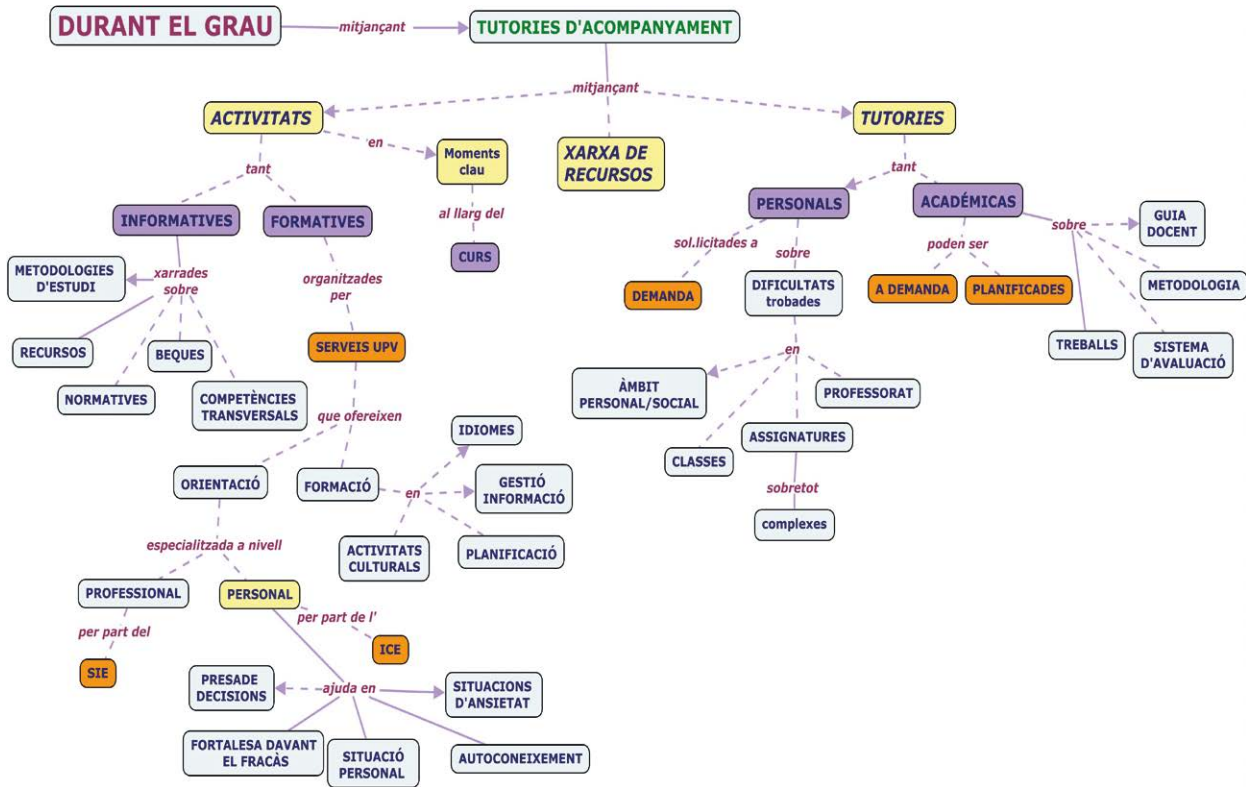 DURANT EL GRAU
mitjançant
TUTORIES D'ACOMPANYAMENT
mitjançant
ACTIVITATS
en
Moments
clau
al llarg del
CURS
tant
INFORMATIVES
FORMATIVES
xarrades
sobre
METODOLOGIES
D'ESTUDI
RECURSOS
NORMATIVES
BEQUES
COMPETÈNCIES
TRANSVERSALS
organitzades
per
SERVEIS UPV
que ofereixen
ORIENTACIÓ
FORMACIÓ
en
IDIOMES
GESTIÓ
INFORMACIÓ
PLANIFICACIÓ
ACTIVITATS
CULTURALS
especialitzada a nivell
PROFESSIONAL
per part del
SIE
PERSONAL
per part de l'
ICE
ajuda en
PRESADE
DECISIONS
SITUACIONS
D'ANSIETAT
FORTALESA DAVANT
EL FRACÀS
SITUACIÓ
PERSONAL
AUTOCONEIXEMENT
XARXA DE
RECURSOS
TUTORIES
tant
PERSONALS
ACADÉMICAS
sol.licitades a
DEMANDA
sobre
DIFICULTATS
trobades
en
ÀMBIT
PERSONAL/SOCIAL
CLASSES
ASSIGNATURES
sobretot
complexes
PROFESSORAT
poden ser
A DEMANDA
PLANIFICADES
sobre
GUIA
DOCENT
METODOLOGIA
SISTEMA
D'AVALUACIÓ
TREBALLS